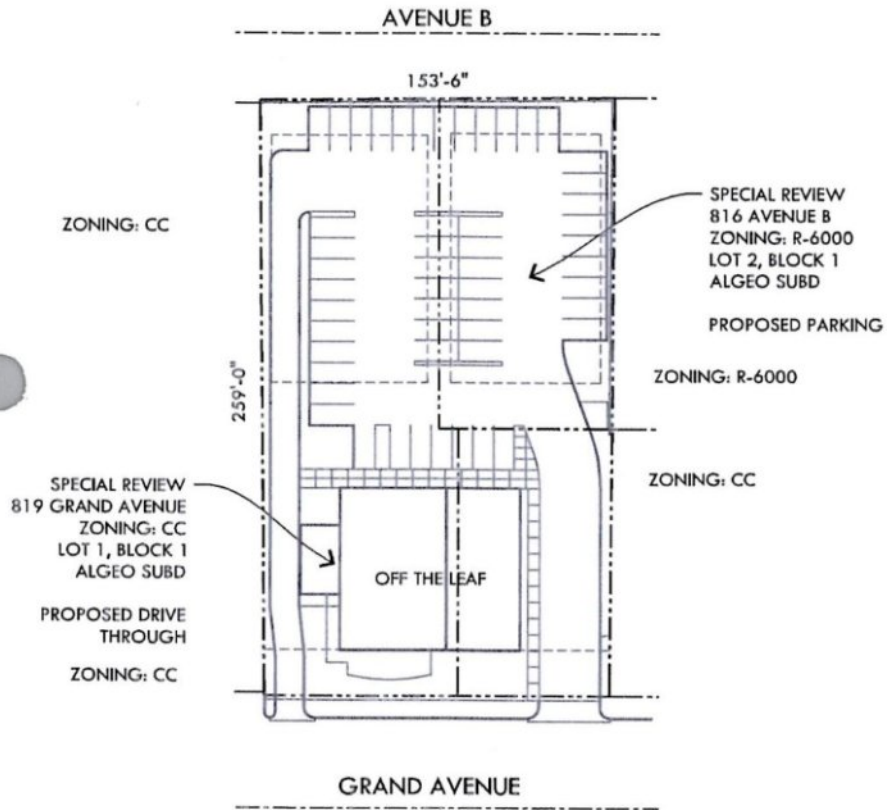 AVENUE B
153'-6"
ZONING: CC
SPECIAL REVIEW
816 AVENUE B
ZONING: R-6000
LOT 2, BLOCK 1
ALGEO SUBD
PROPOSED PARKING
259'-0"
ZONING: R-6000
SPECIAL REVIEW
819 GRAND AVENUE
ZONING: CC
LOT 1, BLOCK 1
ALGEO SUBD
PROPOSED DRIVE
THROUGH
ZONING: CC
OFF THE LEAF
ZONING: CC
GRAND AVENUE